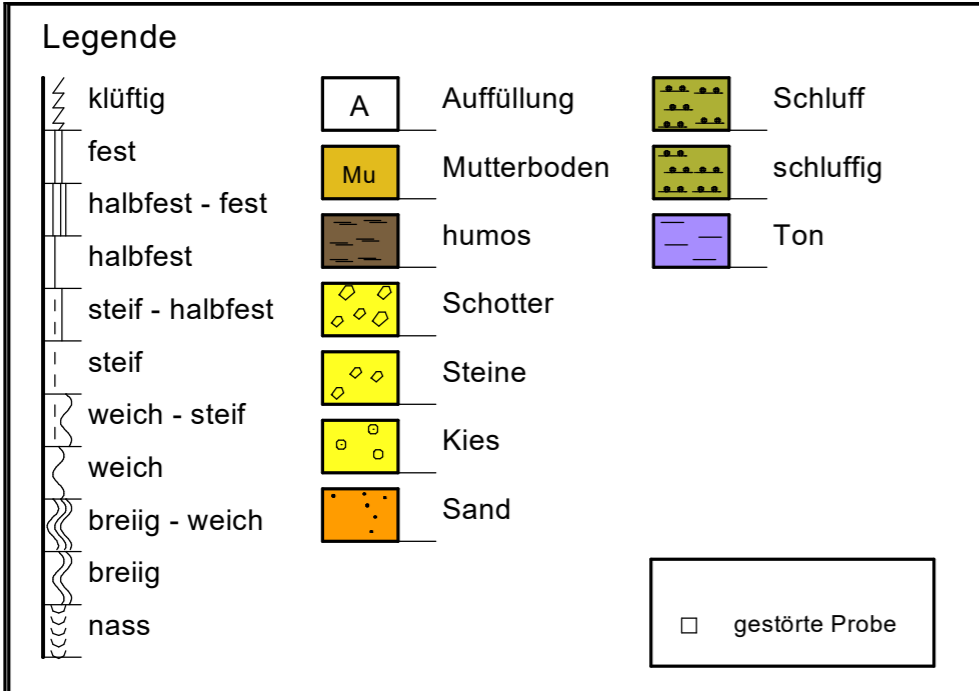 Legende
klüftig
fest
halbfest - fest
halbfest
steif - halbfest
steif
weich - steif
weich
breiig - weich
breiig
nass
A Auffüllung
Mu Mutterboden
humos
Schotter
Steine
Kies
Sand
Schluff
schluffig
Ton
gestörte Probe